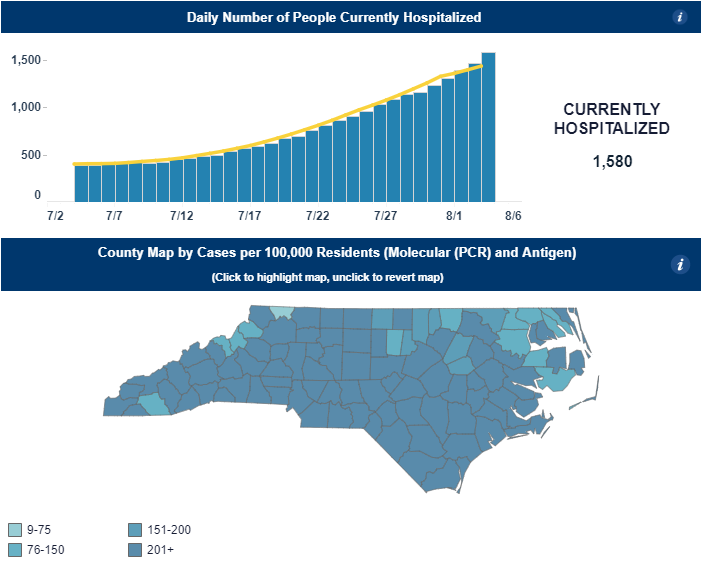 Daily Number of People Currently Hospitalized
i
1,500
1,000
500
0
7/2 7/7 7/12 7/17 7/22 7/27 8/1 8/6
CURRENTLY
HOSPITALIZED
1,580
County Map by Cases per 100,000 Residents (Molecular (PCR) and Antigen)
(Click to highlight map, unclick to revert map)
i
9-75 151-200
76-150 201+